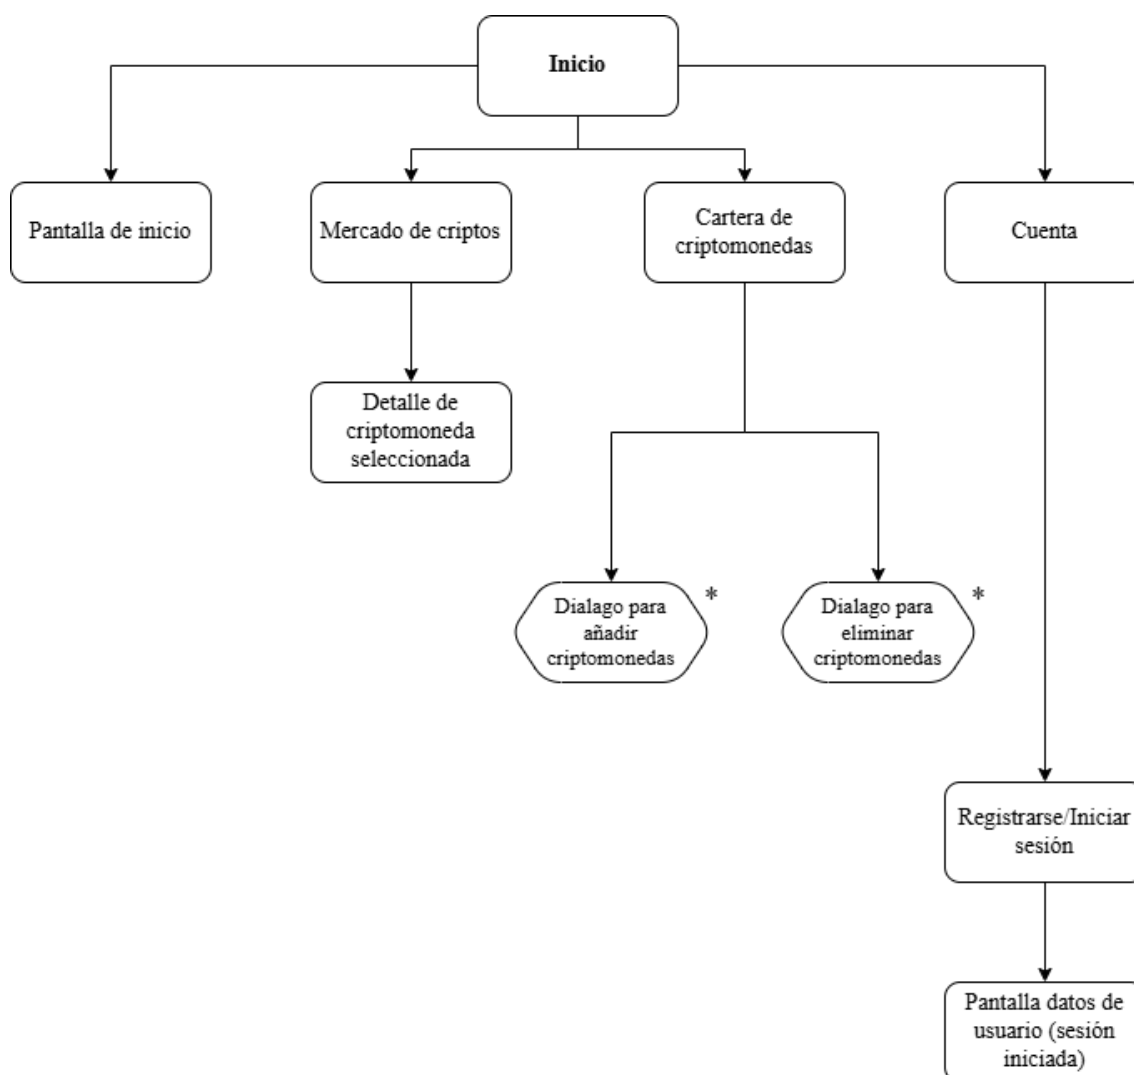 Inicio
Pantalla de inicio
Mercado de criptos
Cartera de
criptomonedas
Cuenta
Detalle de
criptomoneda
seleccionada
Dialago para
añadir
criptomonedas
*
Dialago para
eliminar
criptomonedas
*
Registrarse/Iniciar
sesión
Pantalla datos de
usuario (sesión
iniciada)